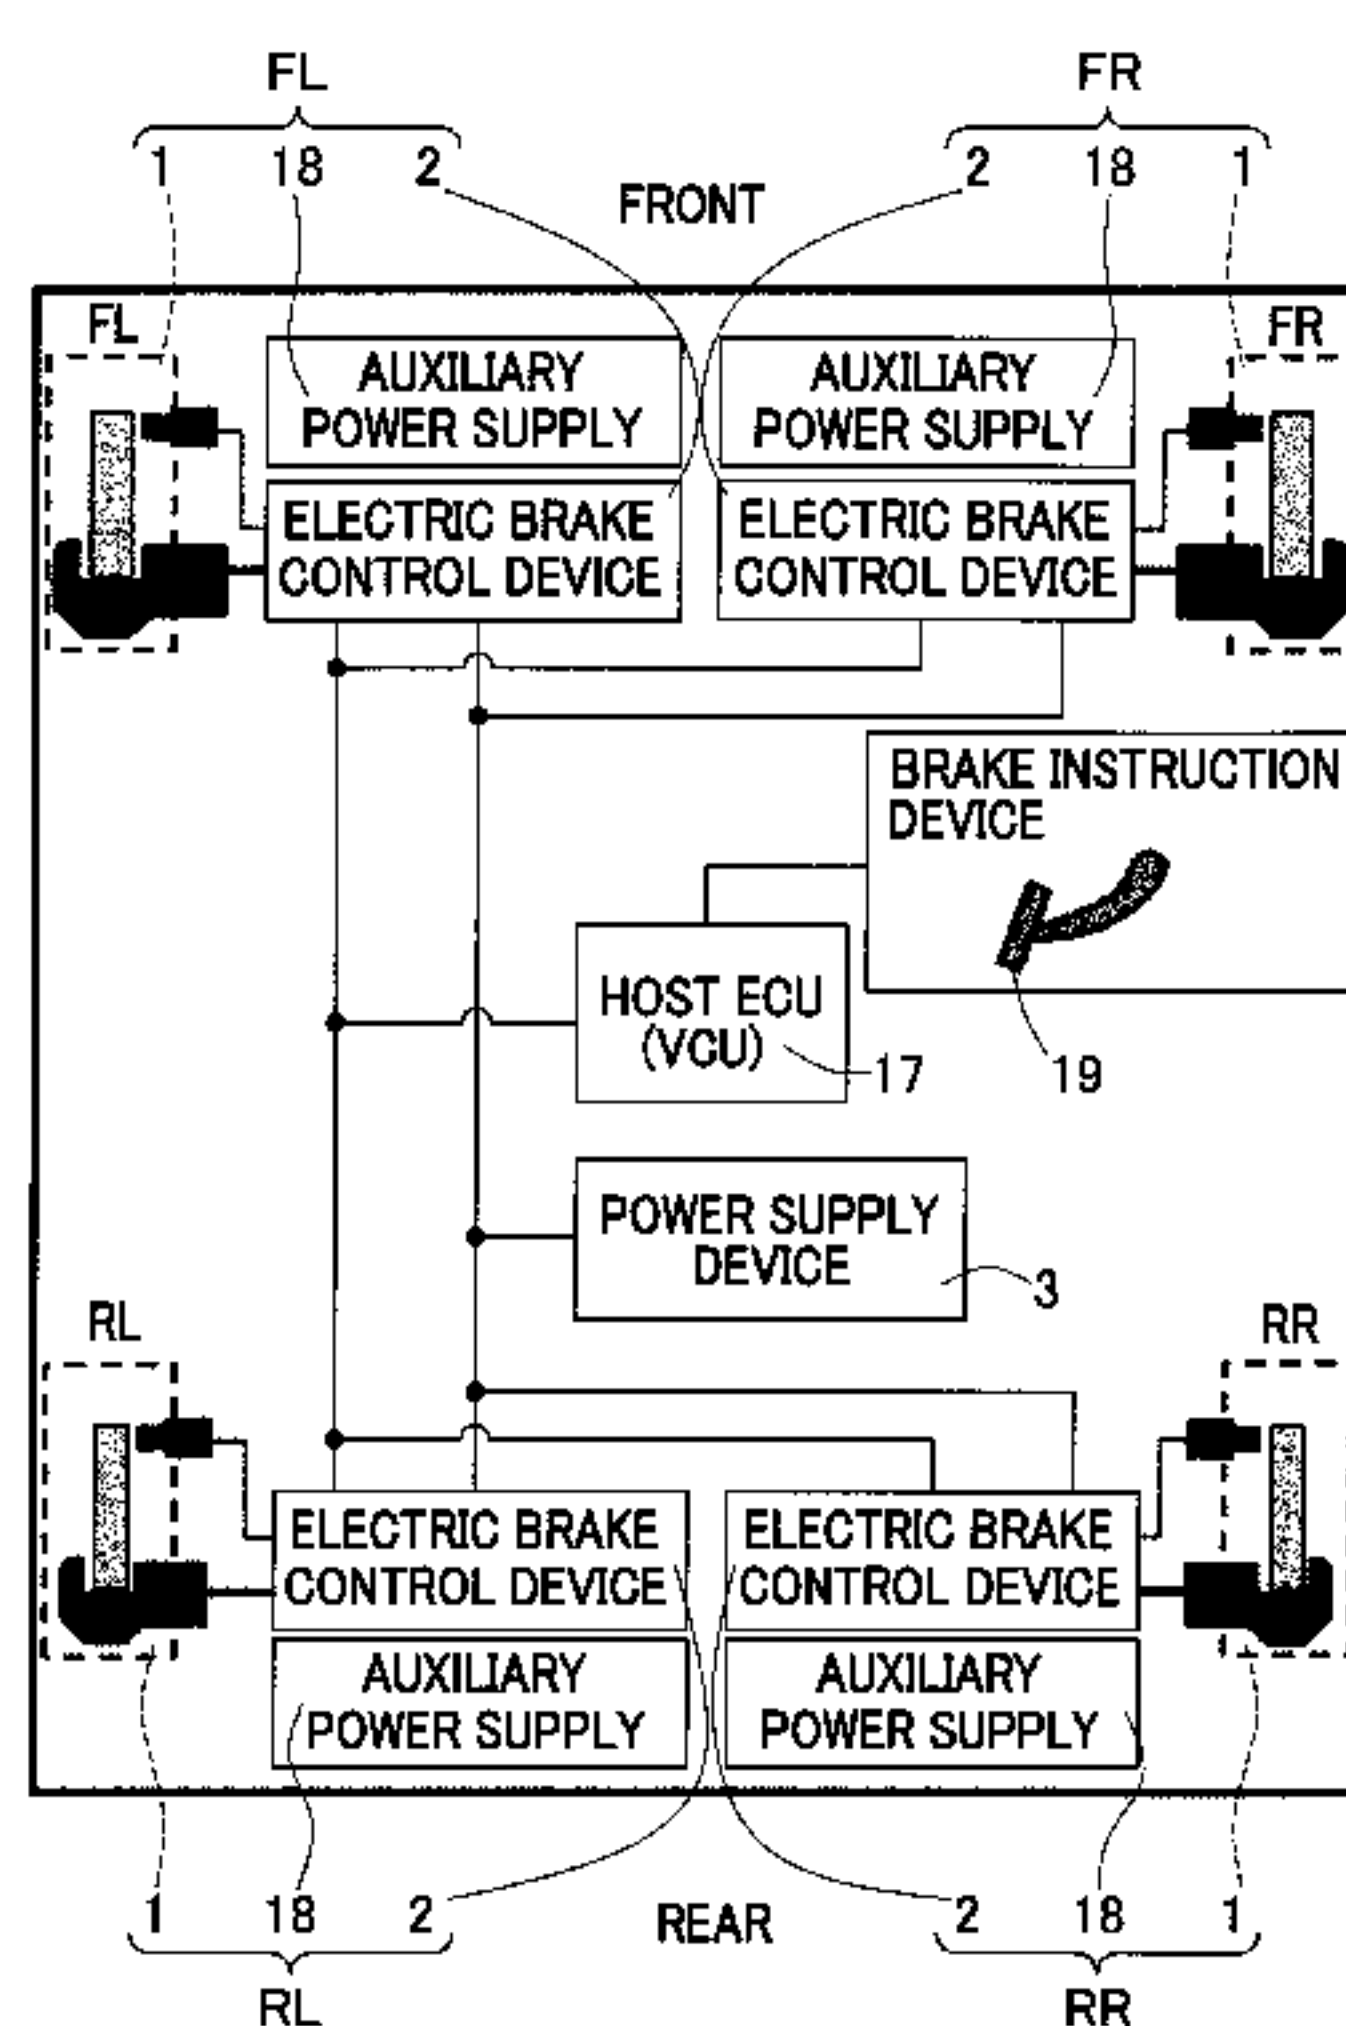 FL FR
1 18 2 2 18 1
FRONT
FL FR
AUXILIARY
POWER SUPPLY
AUXILIARY
POWER SUPPLY
ELECTRIC BRAKE
CONTROL DEVICE
ELECTRIC BRAKE
CONTROL DEVICE
BRAKE INSTRUCTION
DEVICE
HOST ECU
(VCU)
17 19
POWER SUPPLY
DEVICE
3
RL RR
ELECTRIC BRAKE
CONTROL DEVICE
ELECTRIC BRAKE
CONTROL DEVICE
AUXILIARY
POWER SUPPLY
AUXILIARY
POWER SUPPLY
1 18 2 REAR 2 18 1
RL RR